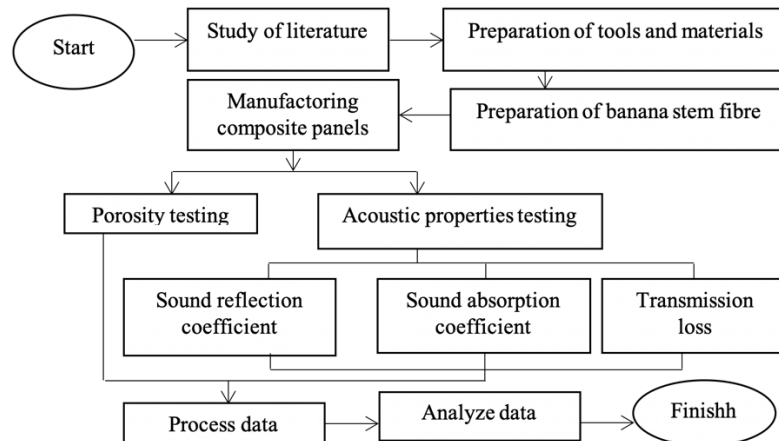 Start
Study of literature
Preparation of tools and materials
Manufactoring
composite panels
Preparation of banana stem fibre
Porosity testing
Acoustic properties testing
Sound reflection
coefficient
Sound absorption
coefficient
Transmission
loss
Process data
Analyze data
Finishh